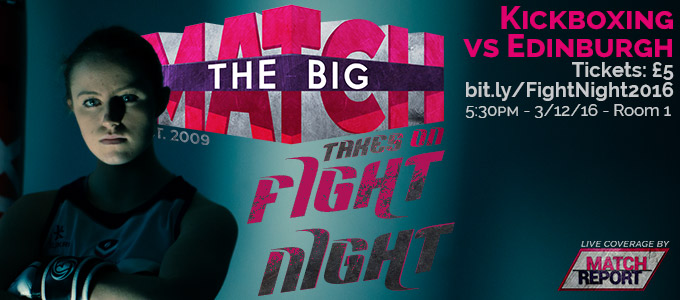 THE BIG
MATCH
T. 2009
TAKES ON
FIGHT
NIGHT
KICKBOXING
VS EDINBURGH
Tickets: £5
bit.ly/FightNight2016
5:30PM - 3/12/16 - Room 1
LIVE COVERAGE BY
MATCH
REPORT